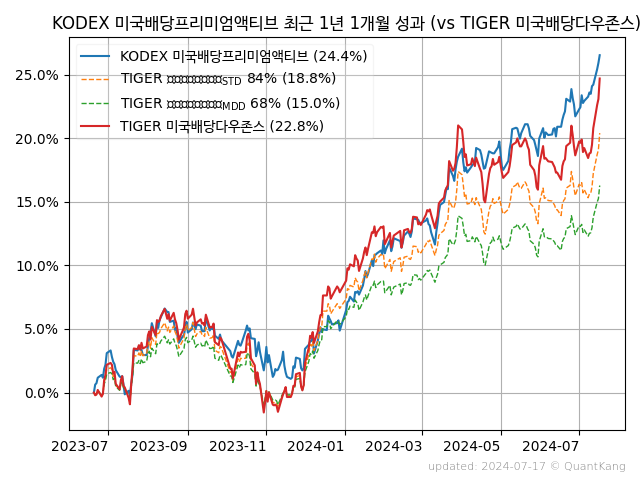 KODEX 미국배당프리미엄액티브 최근 1년 1개월 성과 (vs TIGER 미국배당다우존스)
KODEX 미국배당프리미엄액티브 (24.4%)
TIGER STD 84% (18.8%)
TIGER MDD 68% (15.0%)
TIGER 미국배당다우존스 (22.8%)
25.0%
20.0%
15.0%
10.0%
5.0%
0.0%
2023-07 2023-09 2023-11 2024-01 2024-03 2024-05 2024-07
updated: 2024-07-17 © QuantKang